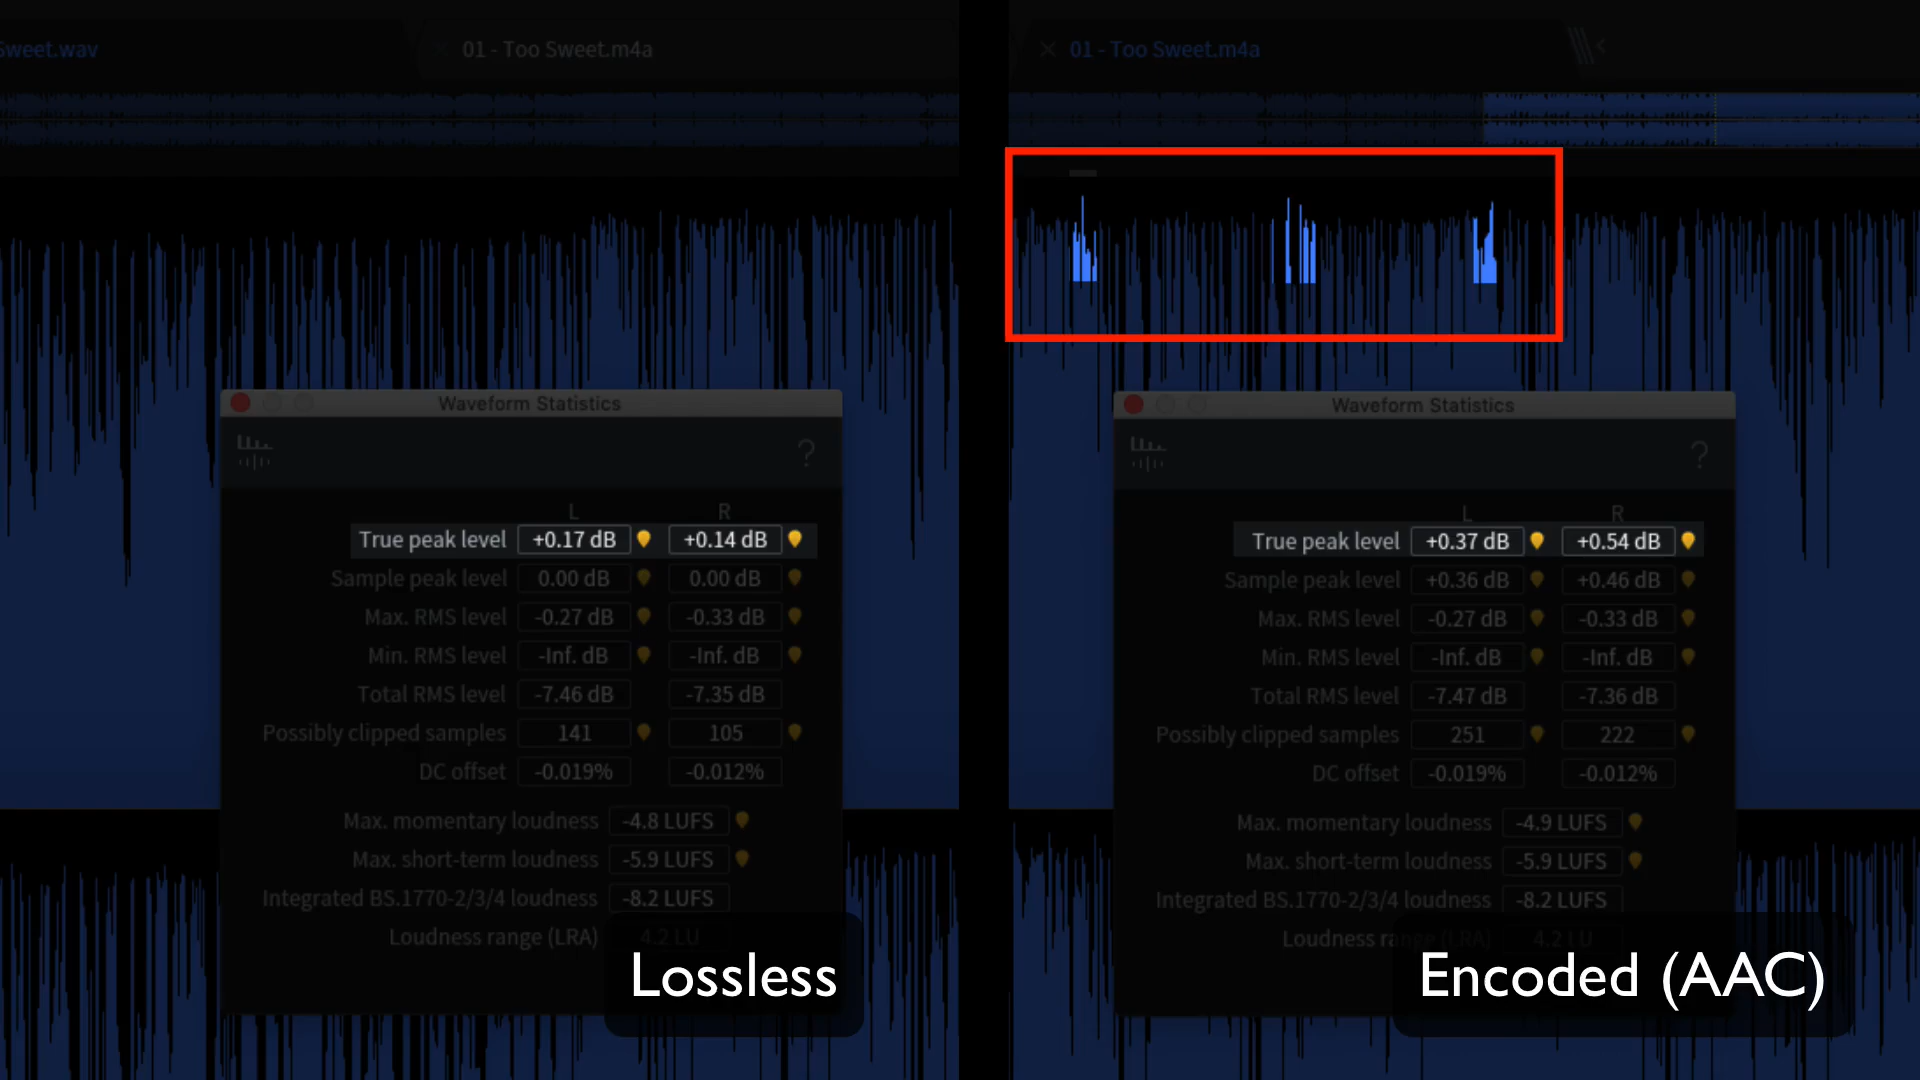 Sweet.wav
01 - Too Sweet.m4a
01 - Too Sweet.m4a
Waveform Statistics
?
L R
True peak level +0.17 dB +0.14 dB
Sample peak level 0.00 dB 0.00 dB
Max. RMS level -0.27 dB -0.33 dB
Min. RMS level -Inf. dB -Inf. dB
Total RMS level -7.46 dB -7.35 dB
Possibly clipped samples 141 105
DC offset -0.019% -0.012%
Max. momentary loudness -4.8 LUFS
Max. short-term loudness -5.9 LUFS
Integrated BS.1770-2/3/4 loudness -8.2 LUFS
Loudness range (LRA) 4.2 LU
Lossless
Waveform Statistics
?
L R
True peak level +0.37 dB +0.54 dB
Sample peak level +0.36 dB +0.46 dB
Max. RMS level -0.27 dB -0.33 dB
Min. RMS level -Inf. dB -Inf. dB
Total RMS level -7.47 dB -7.36 dB
Possibly clipped samples 251 222
DC offset -0.019% -0.012%
Max. momentary loudness -4.9 LUFS
Max. short-term loudness -5.9 LUFS
Integrated BS.1770-2/3/4 loudness -8.2 LUFS
Loudness range (LRA) 4.2 LU
Encoded (AAC)